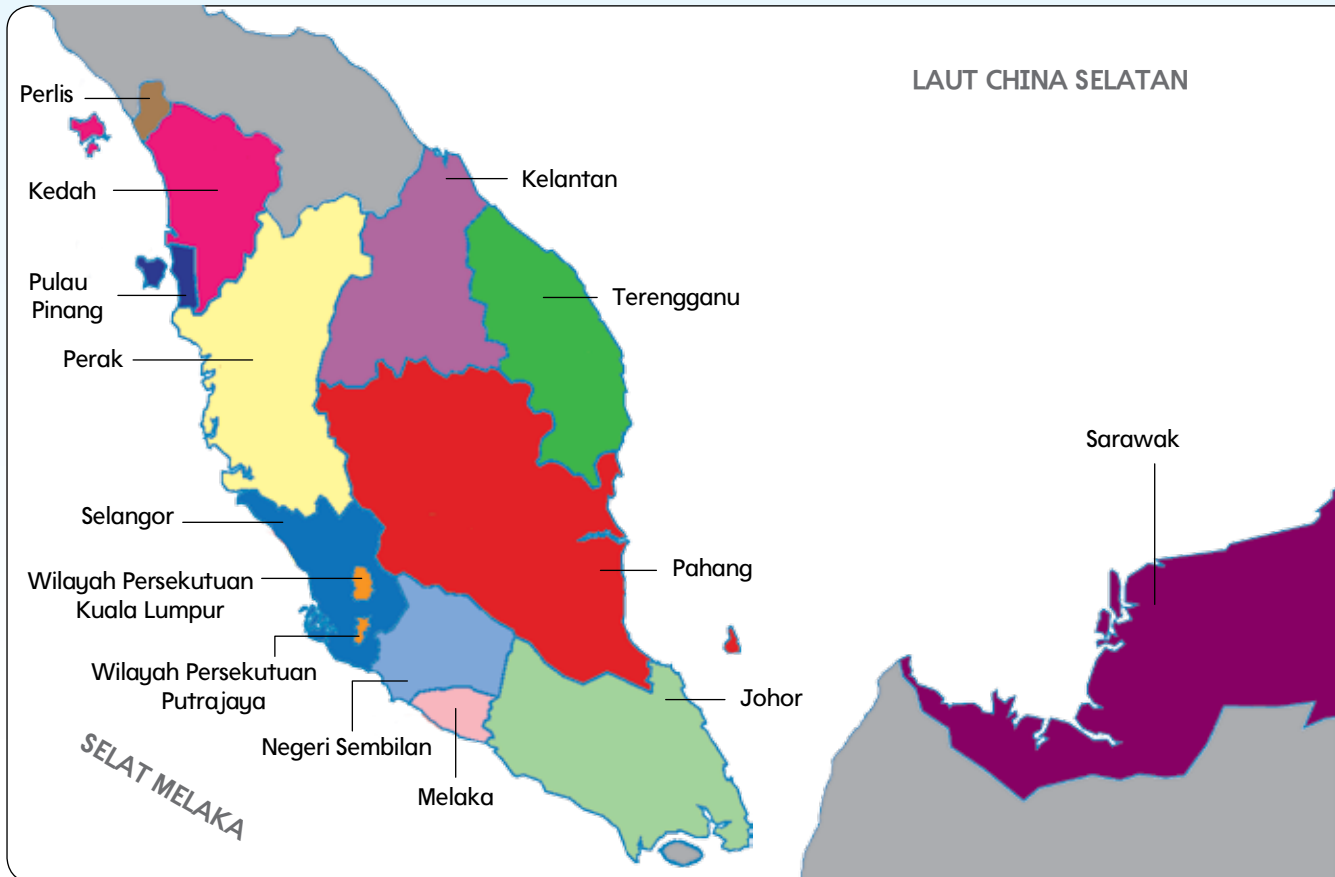 LAUT CHINA SELATAN
Perlis
Kedah
Kelantan
Pulau
Pinang
Terengganu
Perak
Sarawak
Selangor
Wilayah Persekutuan
Kuala Lumpur
Pahang
Wilayah Persekutuan
Putrajaya
Johor
Negeri Sembilan
Melaka
SELAT MELAKA